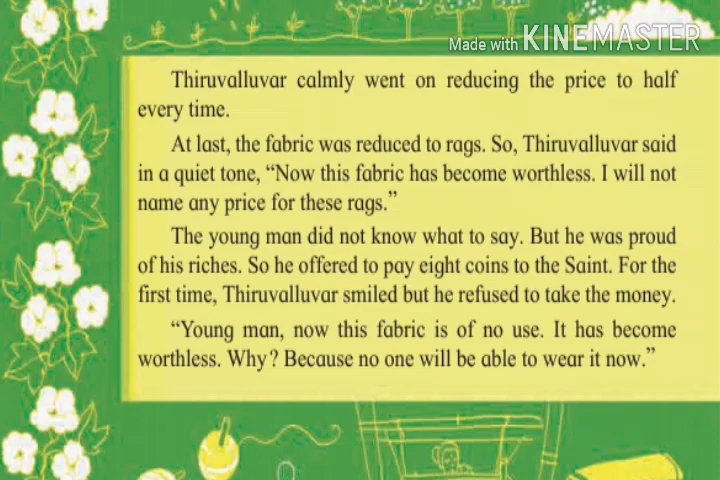 Made with KINEMASTER
Thiruvalluvar calmly went on reducing the price to half
every time.
At last, the fabric was reduced to rags. So, Thiruvalluvar said
in a quiet tone, “Now this fabric has become worthless. I will not
name any price for these rags.”
The young man did not know what to say. But he was proud
of his riches. So he offered to pay eight coins to the Saint. For the
first time, Thiruvalluvar smiled but he refused to take the money.
“Young man, now this fabric is of no use. It has become
worthless. Why? Because no one will be able to wear it now.”